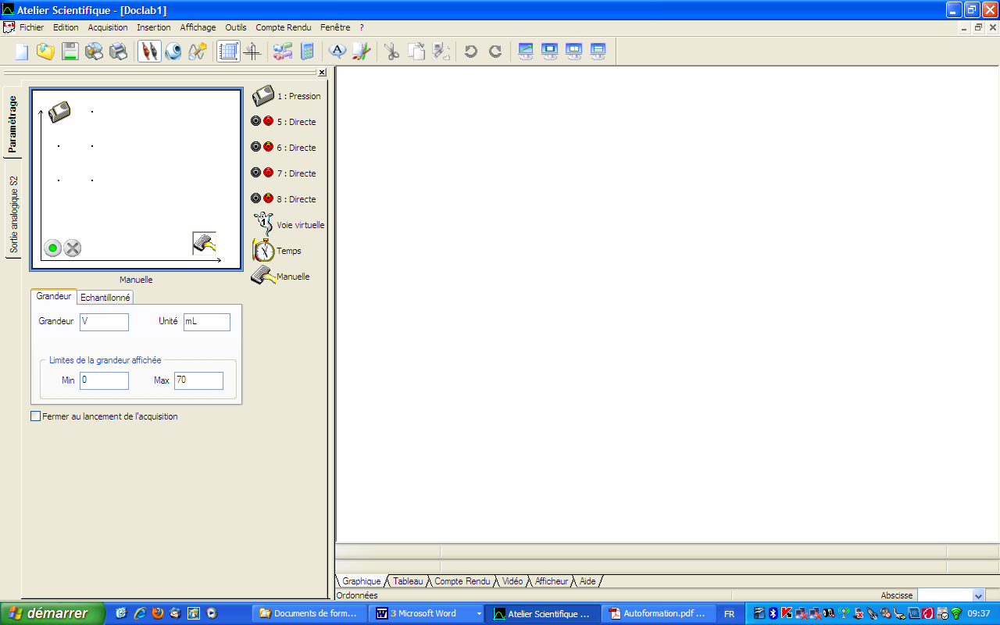 Atelier Scientifique - [Doclab1]
Fichier Edition Acquisition Insertion Affichage Outils Compte Rendu Fenêtre ?
Paramètrage
Sortie analogique S2
1 : Pression
5 : Directe
6 : Directe
7 : Directe
8 : Directe
1
Voie virtuelle
Temps
Manuelle
Manuelle
Grandeur Echantillonné
Grandeur V Unité mL
Limites de la grandeur affichée
Min 0 Max 70
Fermer au lancement de l'acquisition
Graphique Tableau Compte Rendu Vidéo Afficheur Aide
Ordonnées Abscisse
démarrer Documents de form... 3 Microsoft Word Atelier Scientifique ... Autoformation.pdf ... FR 09:37